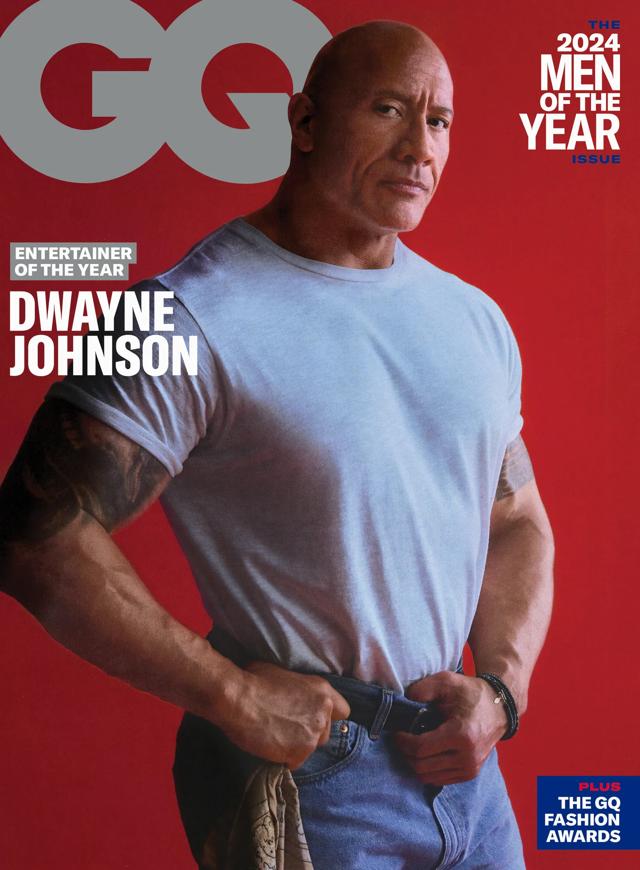 GQ
THE
2024
MEN
OF THE
YEAR
ISSUE
ENTERTAINER
OF THE YEAR
DWAYNE
JOHNSON
PLUS
THE GQ
FASHION
AWARDS